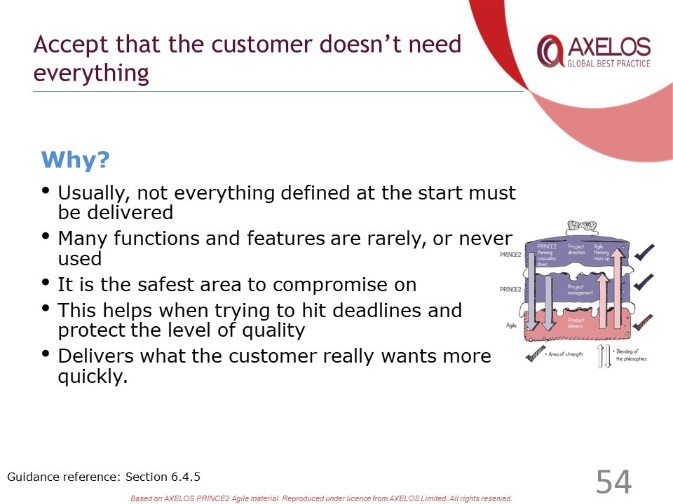 Accept that the customer doesn’t need
everything
AXELOS
GLOBAL BEST PRACTICE
Why?
• Usually, not everything defined at the start must
be delivered
• Many functions and features are rarely, or never
used
• It is the safest area to compromise on
• This helps when trying to hit deadlines and
protect the level of quality
• Delivers what the customer really wants more
quickly.
PRINCE2
PRINCE2
thinking
cascades
down
Project
direction
Agile
thinking
rises up
PRINCE2
Project
management
Agile
Product
delivery
• Area of strength
• Blending of
the philosophies
Guidance reference: Section 6.4.5
54
Based on AXELOS PRINCE2 Agile material. Reproduced under licence from AXELOS Limited. All rights reserved.